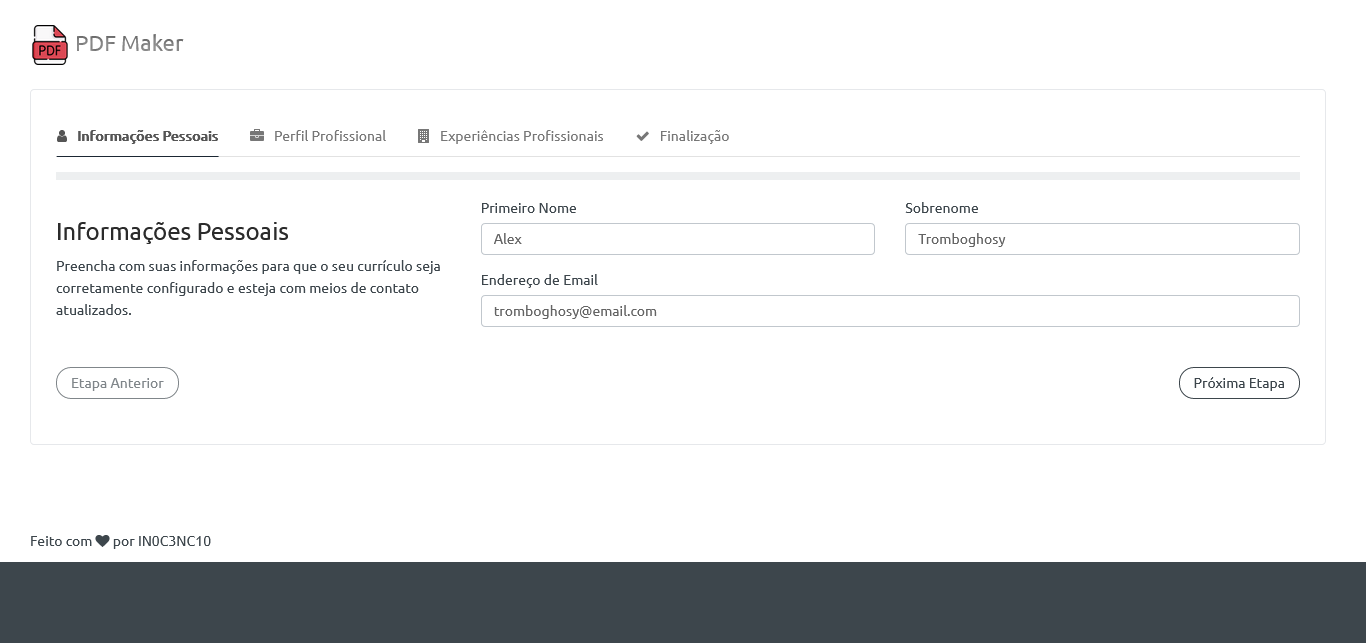 PDF
PDF Maker
Informações Pessoais
Perfil Profissional
Experiências Profissionais
Finalização
Informações Pessoais
Preencha com suas informações para que o seu currículo seja
corretamente configurado e esteja com meios de contato
atualizados.
Primeiro Nome
Sobrenome
Alex
Tromboghosy
Endereço de Email
tromboghosy@email.com
Etapa Anterior
Próxima Etapa
Feito com ❤ por IN0C3NC10